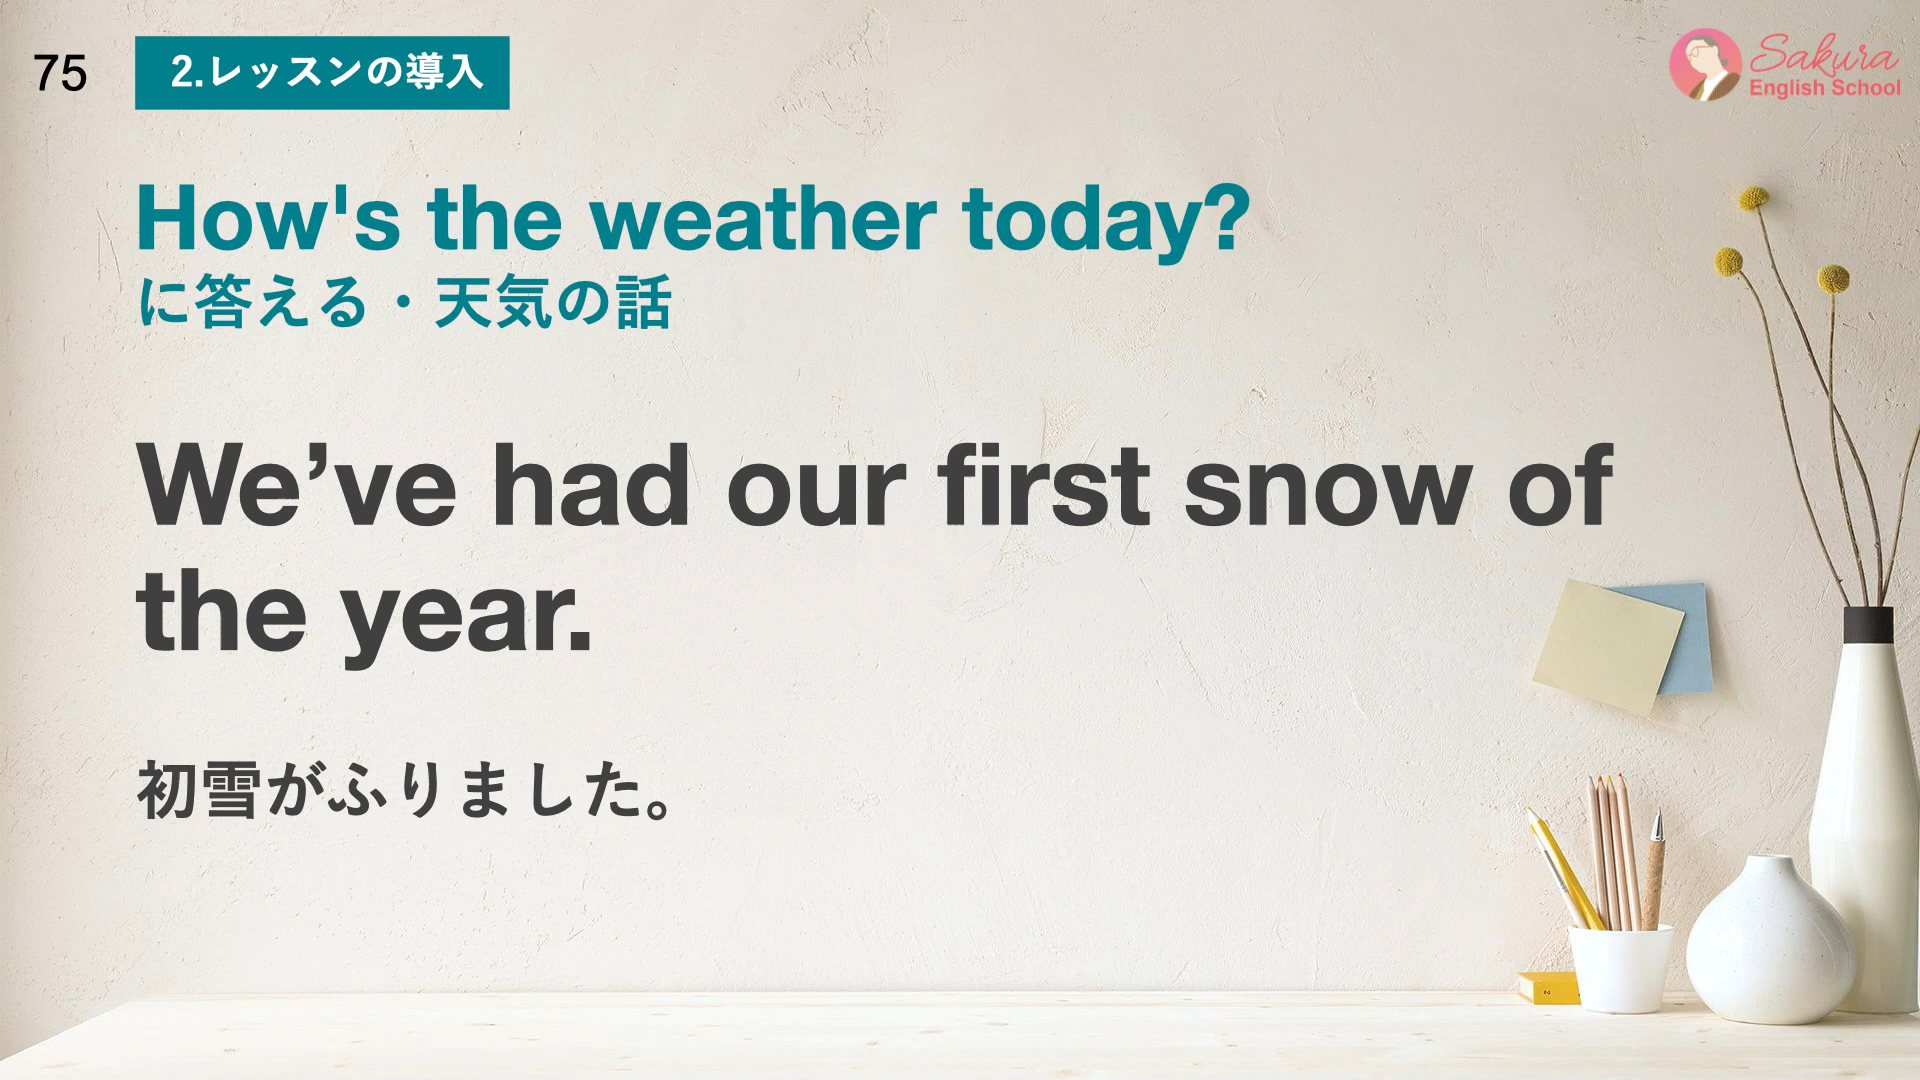 75
2.レッスンの導入
Sakura
English School
How's the weather today?
に答える・天気の話
We’ve had our first snow of
the year.
初雪がふりました。